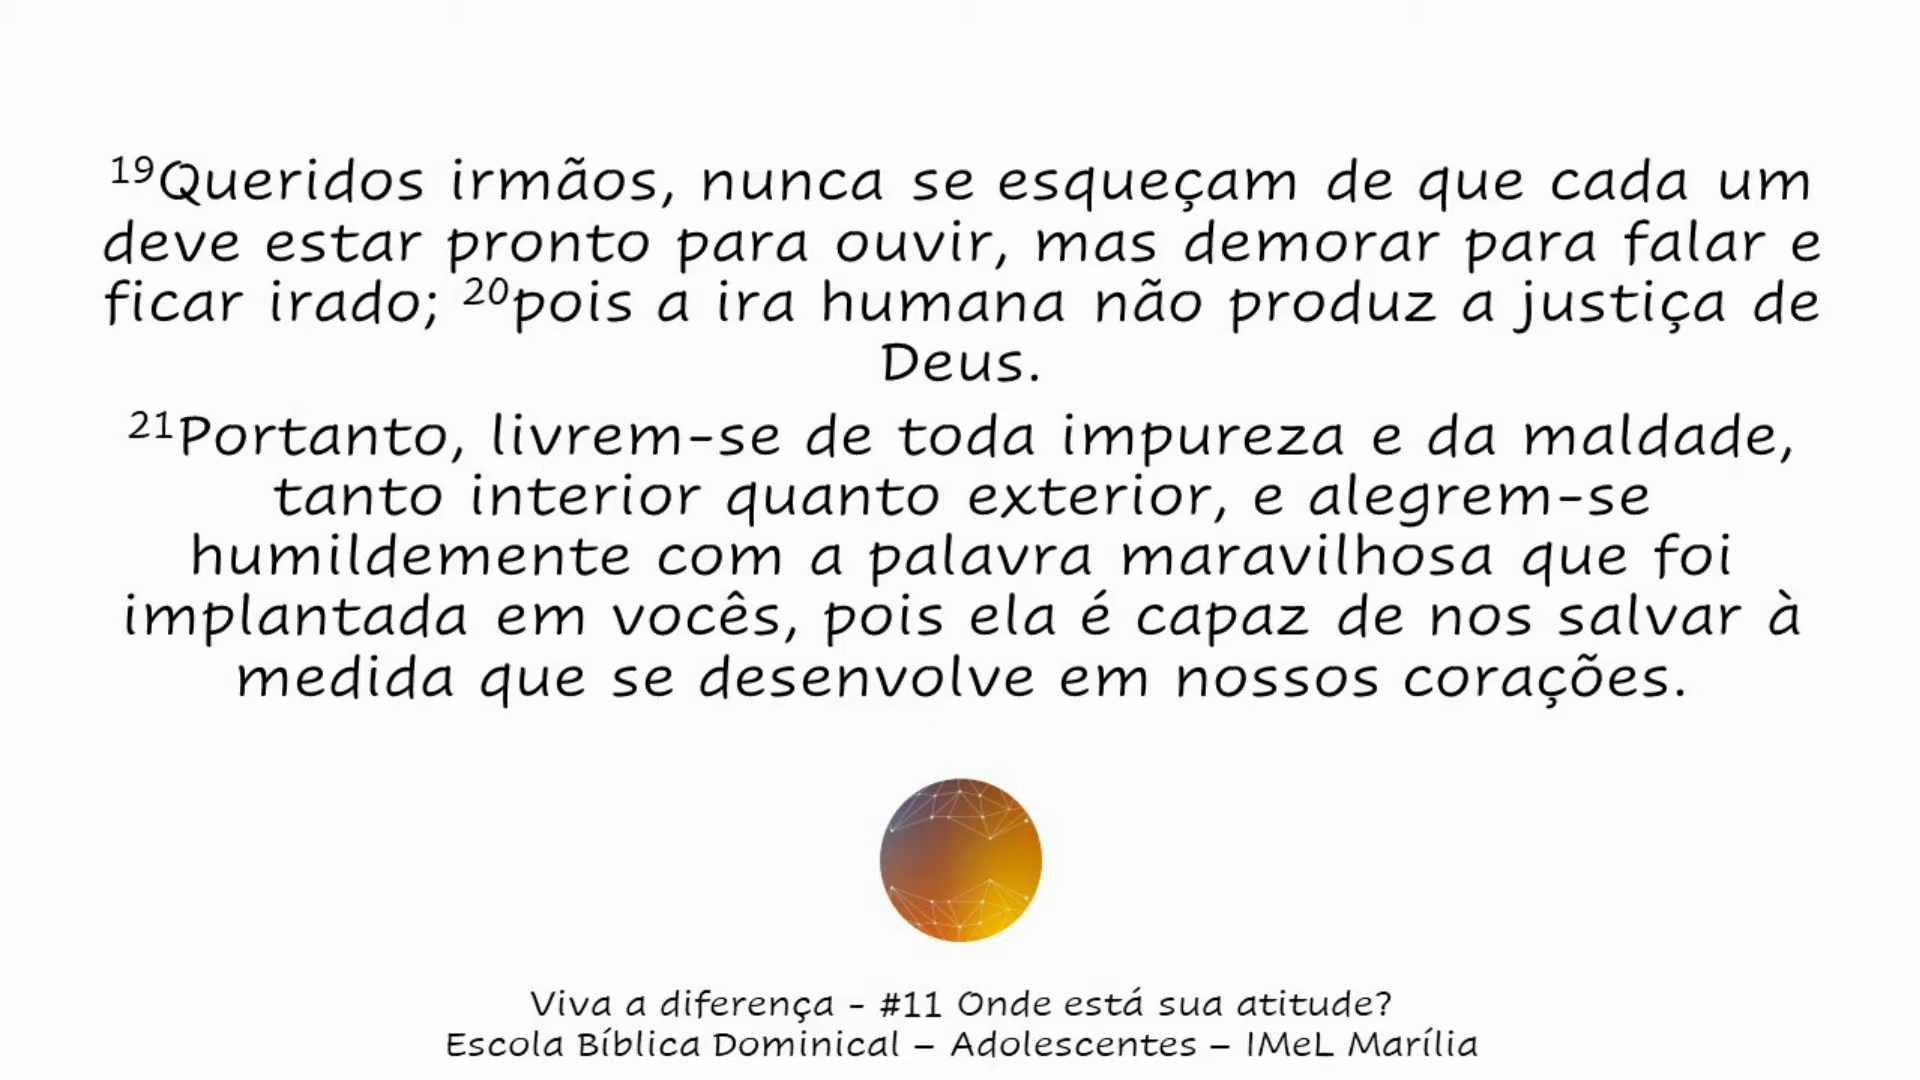 19Queridos irmãos, nunca se esqueçam de que cada um
deve estar pronto para ouvir, mas demorar para falar e
ficar irado; 20pois a ira humana não produz a justiça de
Deus.
21Portanto, livrem-se de toda impureza e da maldade,
tanto interior quanto exterior, e alegrem-se
humildemente com a palavra maravilhosa que foi
implantada em vocês, pois ela é capaz de nos salvar à
medida que se desenvolve em nossos corações.
Viva a diferença - #11 Onde está sua atitude?
Escola Bíblica Dominical – Adolescentes – IMeL Marília